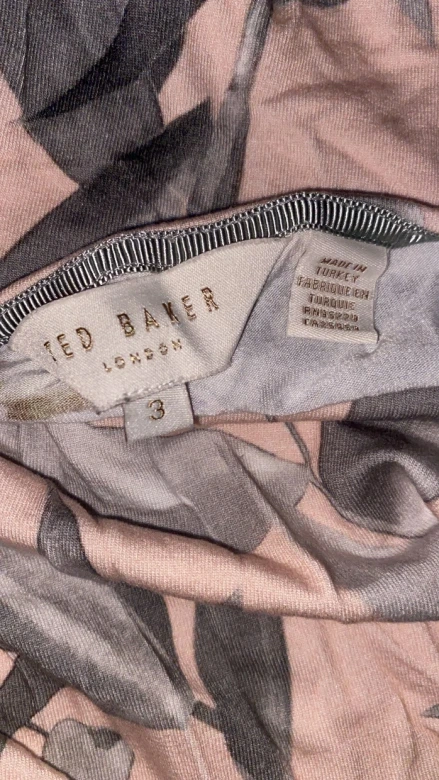 TED BAKER
LONDON
3
MADE IN
TURKEY
FABRIQUE EN
TURQUIE